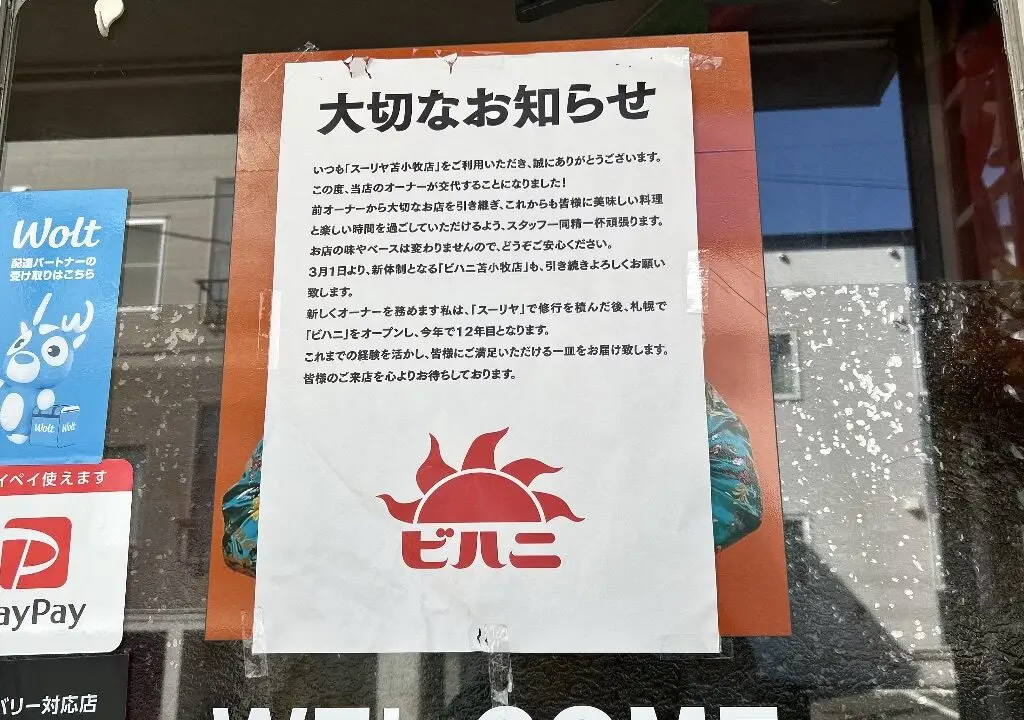 大切なお知らせ
いつも「スーリヤ苫小牧店」をご利用いただき、誠にありがとうございます。
この度、当店のオーナーが交代することになりました！
前オーナーから大切なお店を引き継ぎ、これからも皆様に美味しい料理
と楽しい時間を過ごしていただけるよう、スタッフ一同精一杯頑張ります。
お店の味やベースは変わりませんので、どうぞご安心ください。
3月1日より、新体制となる「ビハニ苫小牧店」も、引き続きよろしくお願い
致します。
新しくオーナーを務めます私は、「スーリヤ」で修行を積んだ後、札幌で
「ビハニ」をオープンし、今年で12年目となります。
これまでの経験を活かし、皆様にご満足いただける一皿をお届け致します。
皆様のご来店を心よりお待ちしております。
ビハニ
Wolt
配達パートナーの
受け取りはこちら
Wolt
Wolt
イペイ使えます
ayPay
バリー対応店
WELCOME